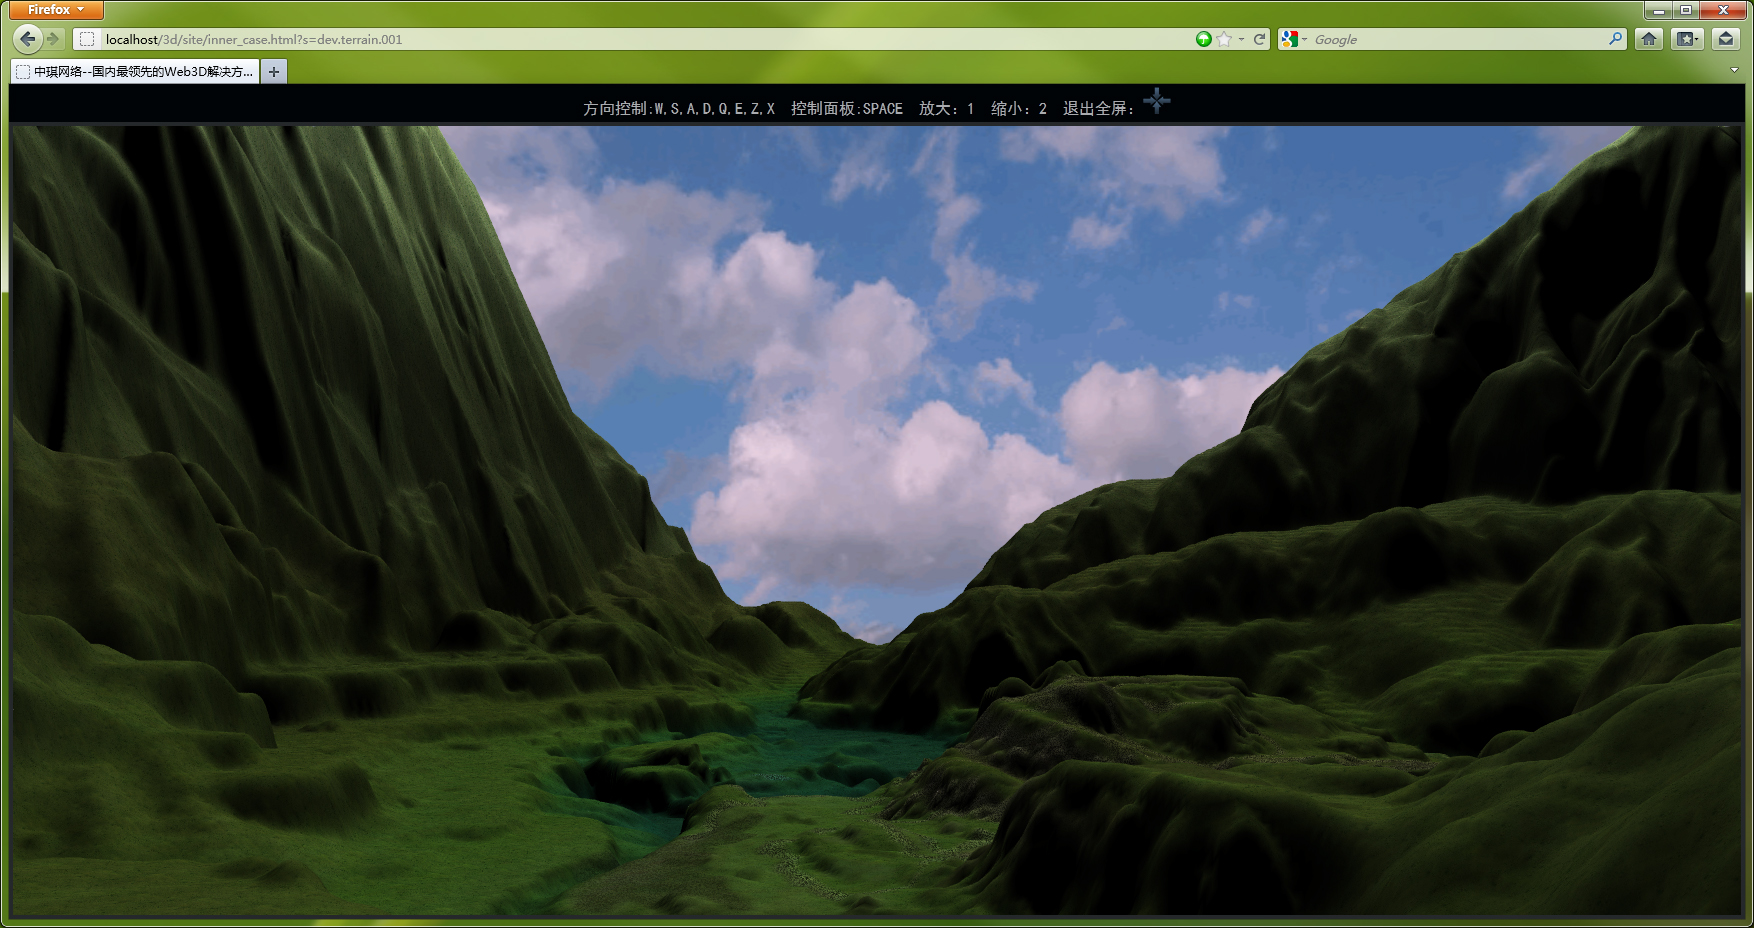 Firefox
localhost/3d/site/inner_case.html?s=dev.terrain.001
Google
中琪网络--国内最领先的Web3D解决方...
方向控制:W,S,A,D,Q,E,Z,X 控制面板:SPACE 放大: 1 缩小: 2 退出全屏: